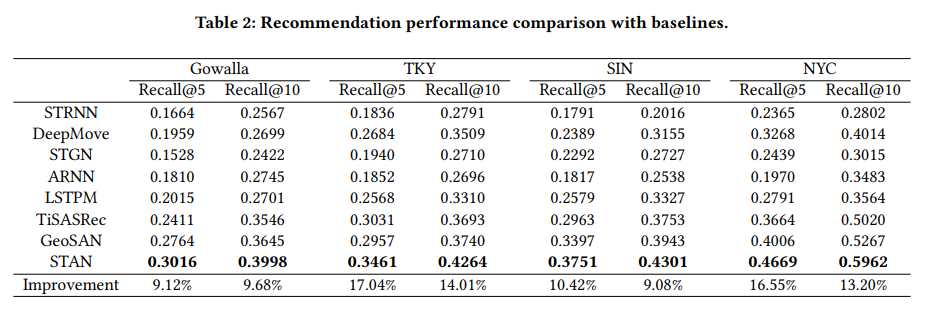 Table 2: Recommendation performance comparison with baselines.
Gowalla TKY SIN NYC
Recall@5 Recall@10 Recall@5 Recall@10 Recall@5 Recall@10 Recall@5 Recall@10
STRNN 0.1664 0.2567 0.1836 0.2791 0.1791 0.2016 0.2365 0.2802
DeepMove 0.1959 0.2699 0.2684 0.3509 0.2389 0.3155 0.3268 0.4014
STGN 0.1528 0.2422 0.1940 0.2710 0.2292 0.2727 0.2439 0.3015
ARNN 0.1810 0.2745 0.1852 0.2696 0.1817 0.2538 0.1970 0.3483
LSTPM 0.2015 0.2701 0.2568 0.3310 0.2579 0.3327 0.2791 0.3564
TiSASRec 0.2411 0.3546 0.3031 0.3693 0.2963 0.3753 0.3664 0.5020
GeoSAN 0.2764 0.3645 0.2957 0.3740 0.3397 0.3943 0.4006 0.5267
STAN 0.3016 0.3998 0.3461 0.4264 0.3751 0.4301 0.4669 0.5962
Improvement 9.12% 9.68% 17.04% 14.01% 10.42% 9.08% 16.55% 13.20%